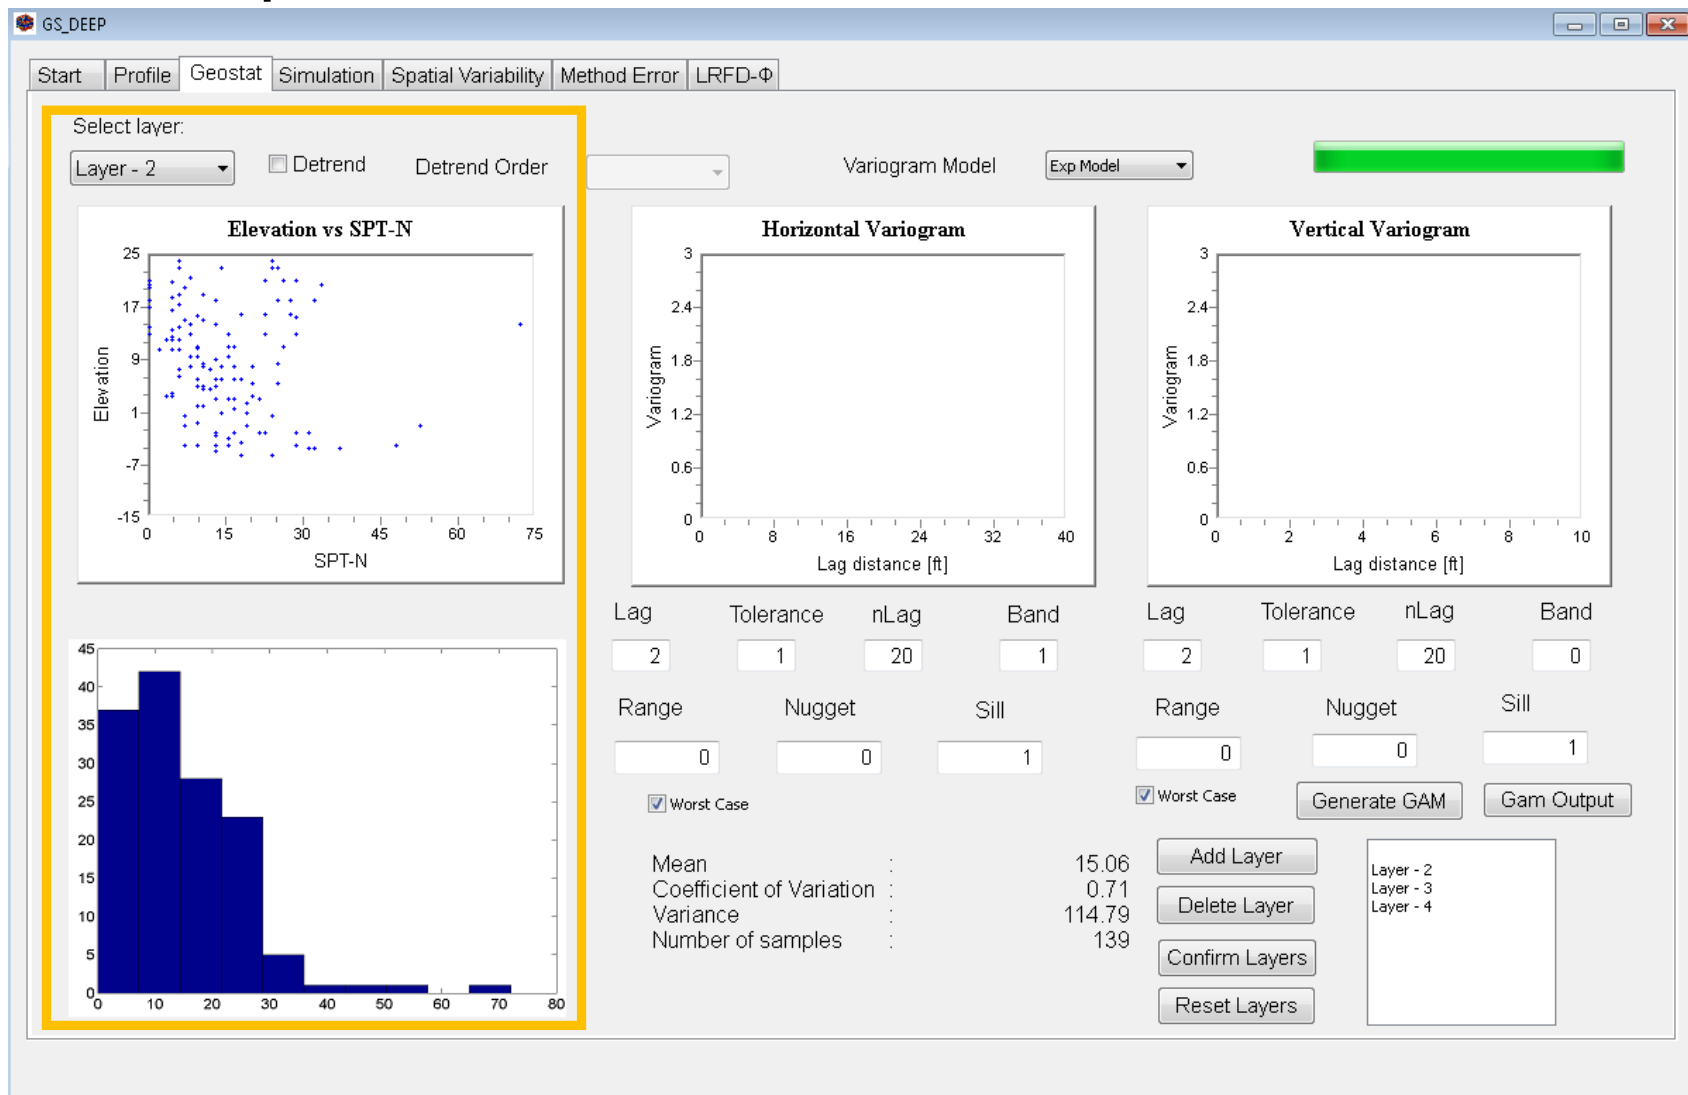 GS_DEEP
Start Profile Geostat Simulation Spatial Variability Method Error LRFD-Φ
Select layer:
Layer - 2 Detrend Detrend Order Variogram Model Exp Model
Elevation vs SPT-N
25
17
9
1
-7
-15
Elevation
0 15 30 45 60 75
SPT-N
Horizontal Variogram
3
2.4
1.8
1.2
0.6
0
Variogram
0 8 16 24 32 40
Lag distance [ft]
Vertical Variogram
3
2.4
1.8
1.2
0.6
0
Variogram
0 2 4 6 8 10
Lag distance [ft]
45
40
35
30
25
20
15
10
5
0
0 10 20 30 40 50 60 70 80
Lag Tolerance nLag Band
2 1 20 1
Range Nugget Sill
0 0 1
Worst Case
Lag Tolerance nLag Band
2 1 20 0
Range Nugget Sill
0 0 1
Worst Case Generate GAM Gam Output
Mean : 15.06
Coefficient of Variation : 0.71
Variance : 114.79
Number of samples : 139
Add Layer
Delete Layer
Confirm Layers
Reset Layers
Layer - 2
Layer - 3
Layer - 4